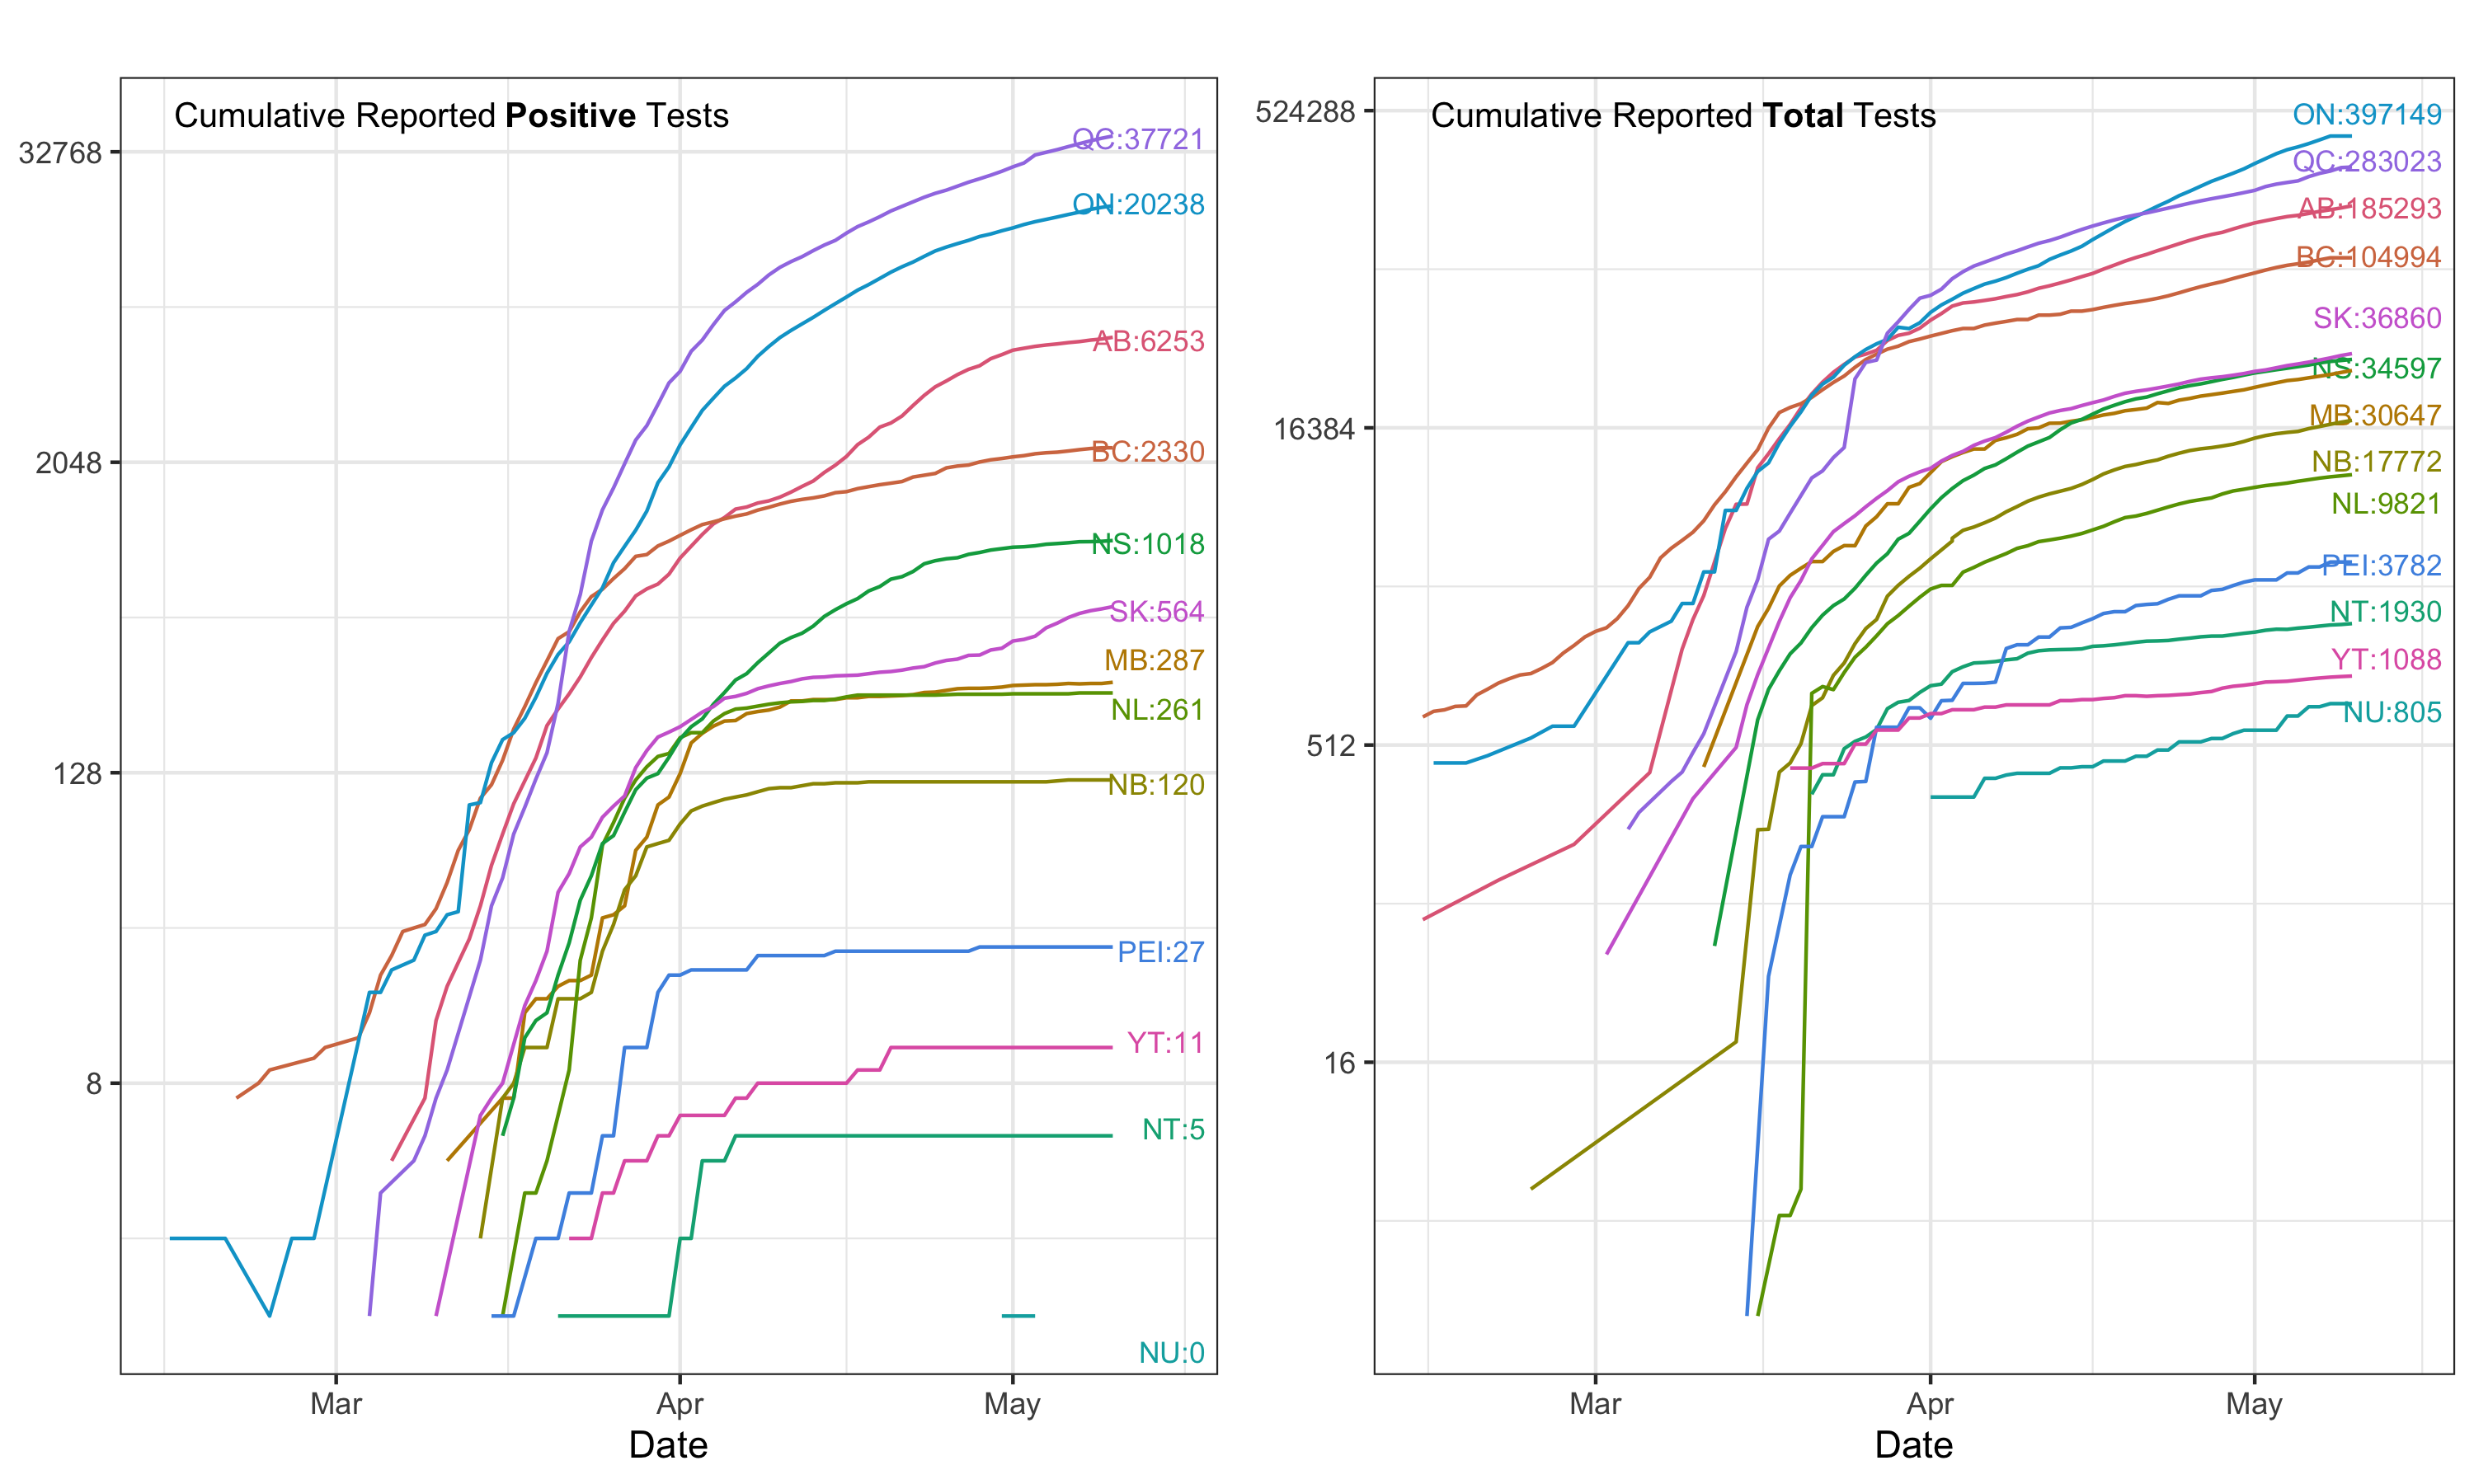 Cumulative Reported Positive Tests
32768
2048
128
8
QC:37721
ON:20238
AB:6253
BC:2330
NS:1018
SK:564
MB:287
NL:261
NB:120
PEI:27
YT:11
NT:5
NU:0
Mar
Apr
May
Date
Cumulative Reported Total Tests
524288
16384
512
16
ON:397149
QC:283023
AB:185293
BC:104994
SK:36860
NS:34597
MB:30647
NB:17772
NL:9821
PEI:3782
NT:1930
YT:1088
NU:805
Mar
Apr
May
Date